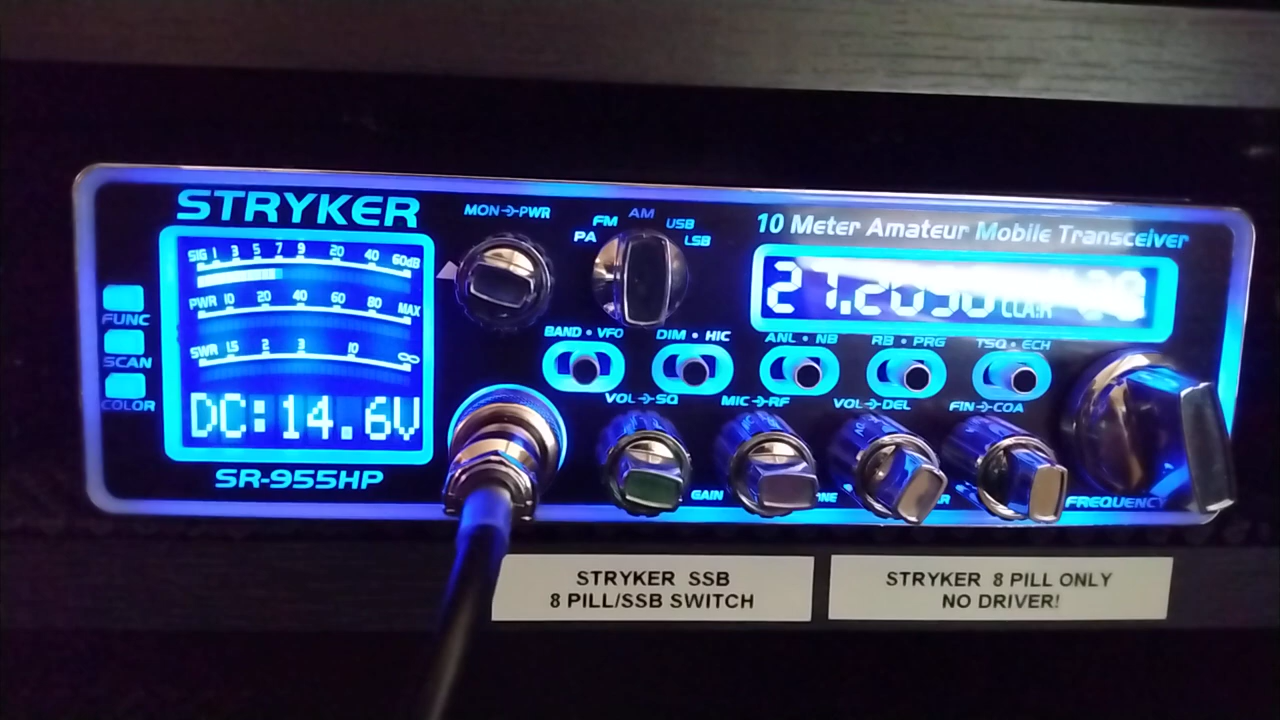 STRYKER
SIG 1 3 5 7 9 20 40 60dB
PWR 10 20 40 60 80 MAX
SWR 1.5 2 3 10 ∞
DC:14.6V
SR-955HP
FUNC
SCAN
COLOR
MON→PWR
PA FM AM USB LSB
10 Meter Amateur Mobile Transceiver
BAND • VFO
DIM • HIC
ANL • NB
RB • PRG
TSQ • ECH
VOL→SQ
MIC→RF
VOL→DEL
FIN→COA
GAIN
FREQUENCY
STRYKER SSB
8 PILL/SSB SWITCH
STRYKER 8 PILL ONLY
NO DRIVER!